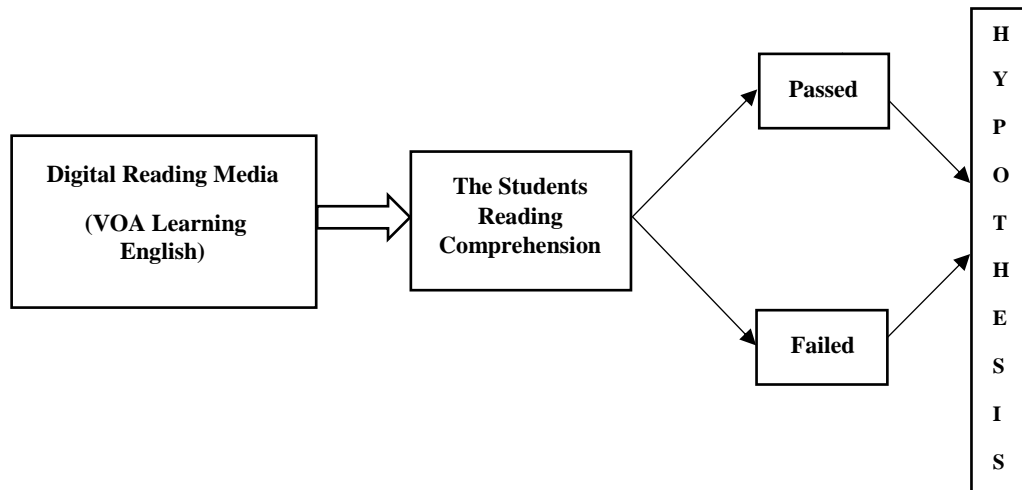 Digital Reading Media
(VOA Learning
English)
The Students
Reading
Comprehension
Passed
Failed
H
Y
P
O
T
H
E
S
I
S